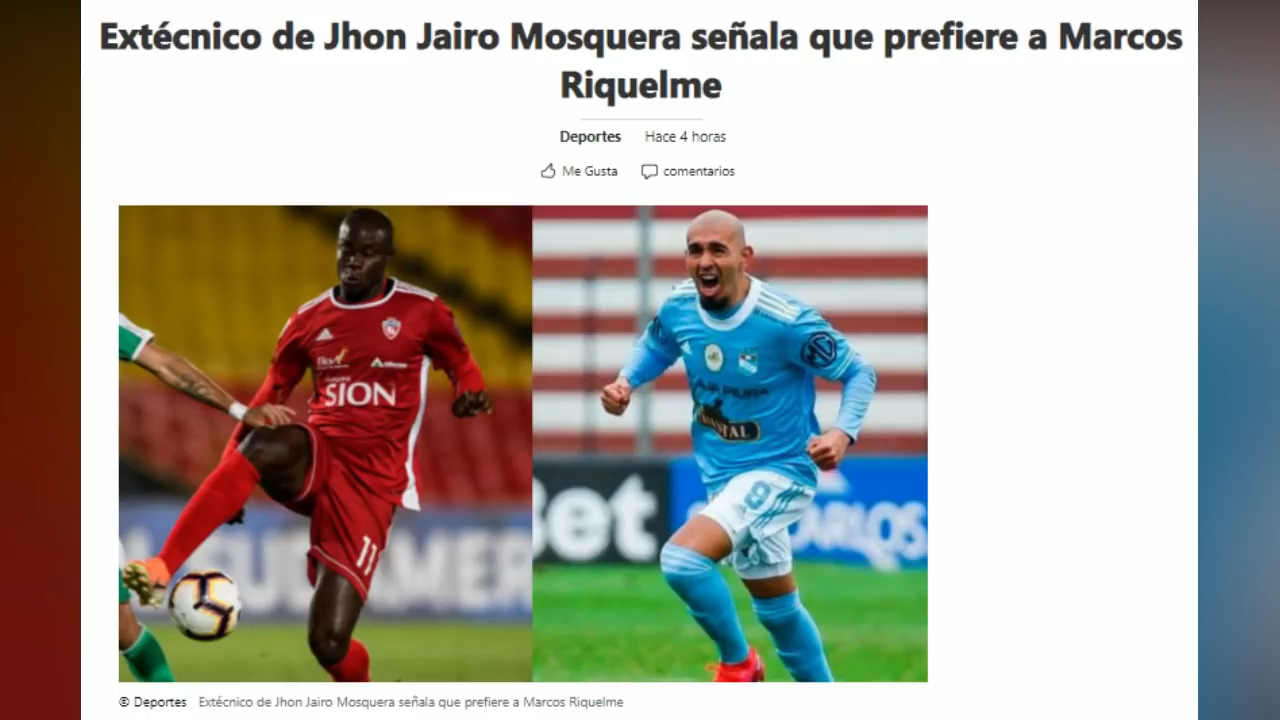 Extécnico de Jhon Jairo Mosquera señala que prefiere a Marcos
Riquelme
Deportes Hace 4 horas
Me Gusta comentarios
SION
11
MG
9
Bet
© Deportes Extécnico de Jhon Jairo Mosquera señala que prefiere a Marcos Riquelme